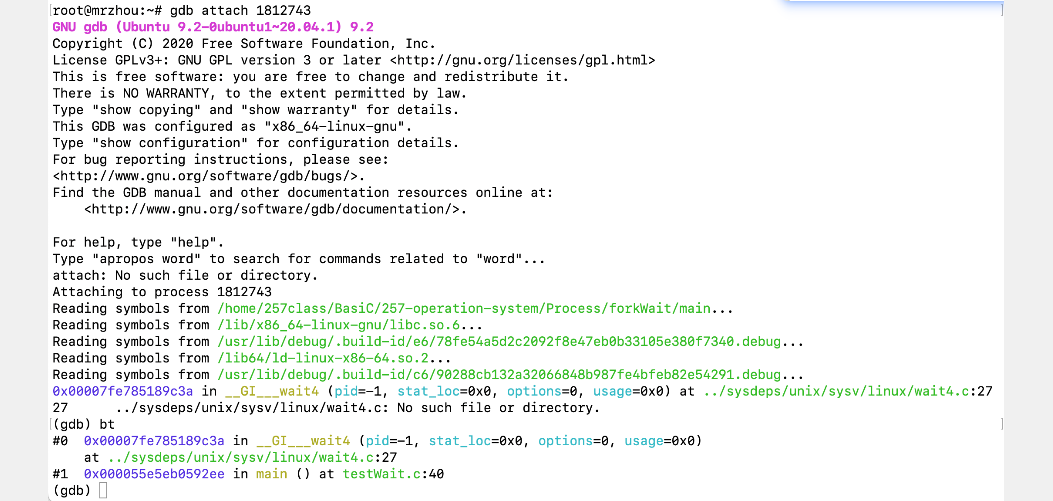 root@mrzhou:~# gdb attach 1812743
GNU gdb (Ubuntu 9.2-0ubuntu1~20.04.1) 9.2
Copyright (C) 2020 Free Software Foundation, Inc.
License GPLv3+: GNU GPL version 3 or later <http://gnu.org/licenses/gpl.html>
This is free software: you are free to change and redistribute it.
There is NO WARRANTY, to the extent permitted by law.
Type "show copying" and "show warranty" for details.
This GDB was configured as "x86_64-linux-gnu".
Type "show configuration" for configuration details.
For bug reporting instructions, please see:
<http://www.gnu.org/software/gdb/bugs/>.
Find the GDB manual and other documentation resources online at:
    <http://www.gnu.org/software/gdb/documentation/>.

For help, type "help".
Type "apropos word" to search for commands related to "word"...
attach: No such file or directory.
Attaching to process 1812743
Reading symbols from /home/257class/BasiC/257-operation-system/Process/forkWait/main...
Reading symbols from /lib/x86_64-linux-gnu/libc.so.6...
Reading symbols from /usr/lib/debug/.build-id/e6/78fe54a5d2c2092f8e47eb0b33105e380f7340.debug...
Reading symbols from /lib64/ld-linux-x86-64.so.2...
Reading symbols from /usr/lib/debug/.build-id/c6/90288cb132a32066848b987fe4bfeb82e54291.debug...
0x00007fe785189c3a in __GI___wait4 (pid=-1, stat_loc=0x0, options=0, usage=0x0) at ../sysdeps/unix/sysv/linux/wait4.c:27
27      ../sysdeps/unix/sysv/linux/wait4.c: No such file or directory.
(gdb) bt
#0  0x00007fe785189c3a in __GI___wait4 (pid=-1, stat_loc=0x0, options=0, usage=0x0)
    at ../sysdeps/unix/sysv/linux/wait4.c:27
#1  0x000055e5eb0592ee in main () at testWait.c:40
(gdb)